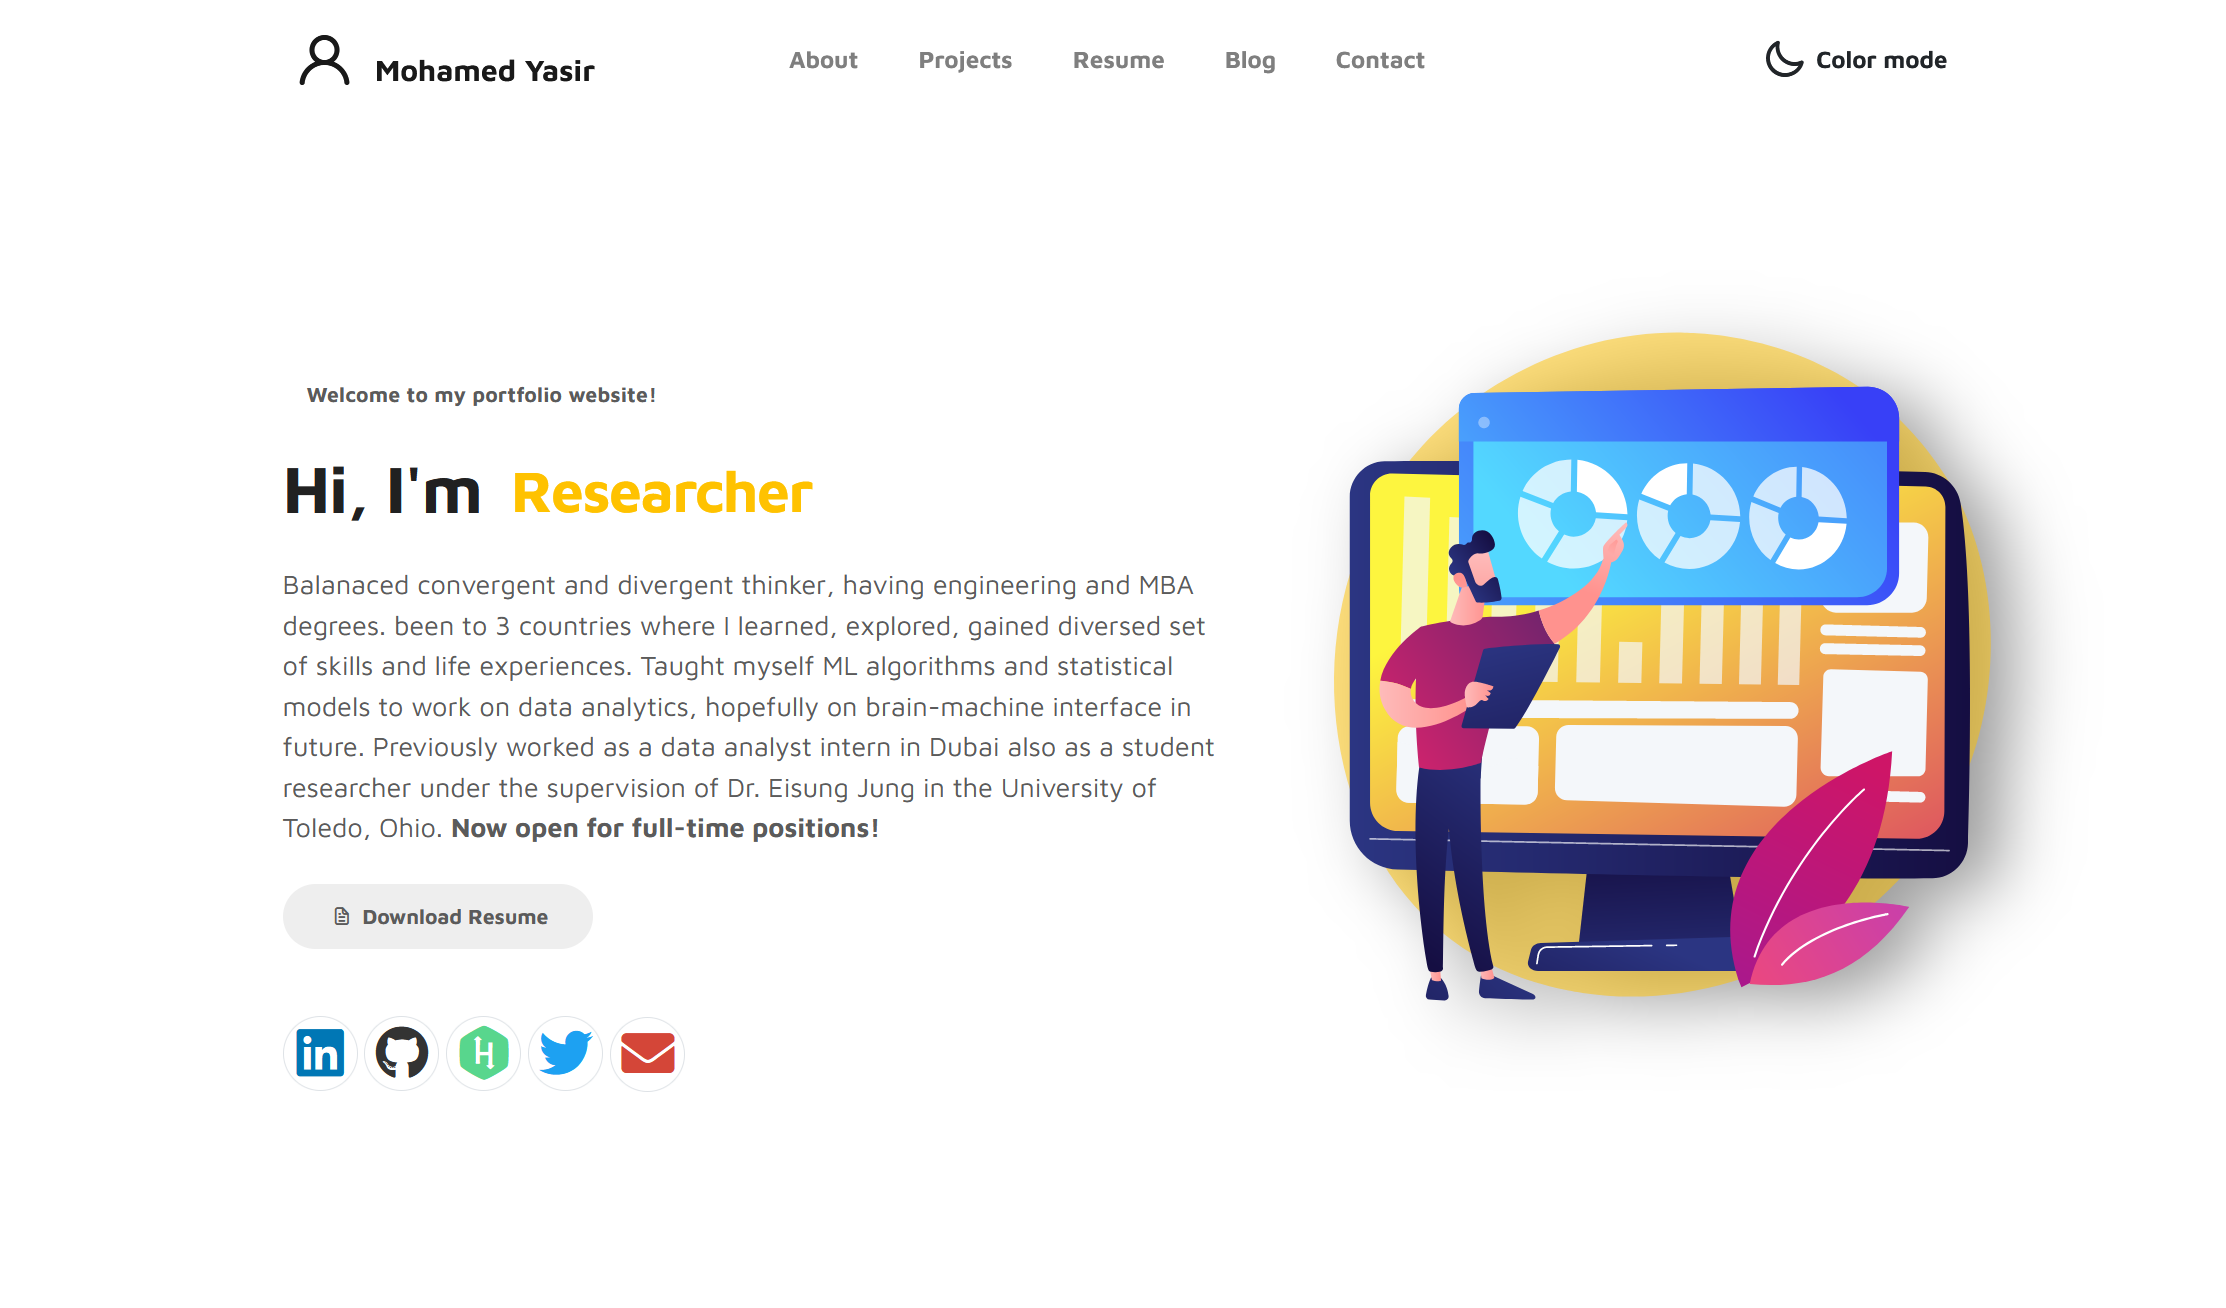 Mohamed Yasir
About
Projects
Resume
Blog
Contact
Color mode
Welcome to my portfolio website!
Hi, I'm Researcher
Balanaced convergent and divergent thinker, having engineering and MBA
degrees. been to 3 countries where I learned, explored, gained diversed set
of skills and life experiences. Taught myself ML algorithms and statistical
models to work on data analytics, hopefully on brain-machine interface in
future. Previously worked as a data analyst intern in Dubai also as a student
researcher under the supervision of Dr. Eisung Jung in the University of
Toledo, Ohio. Now open for full-time positions!
Download Resume